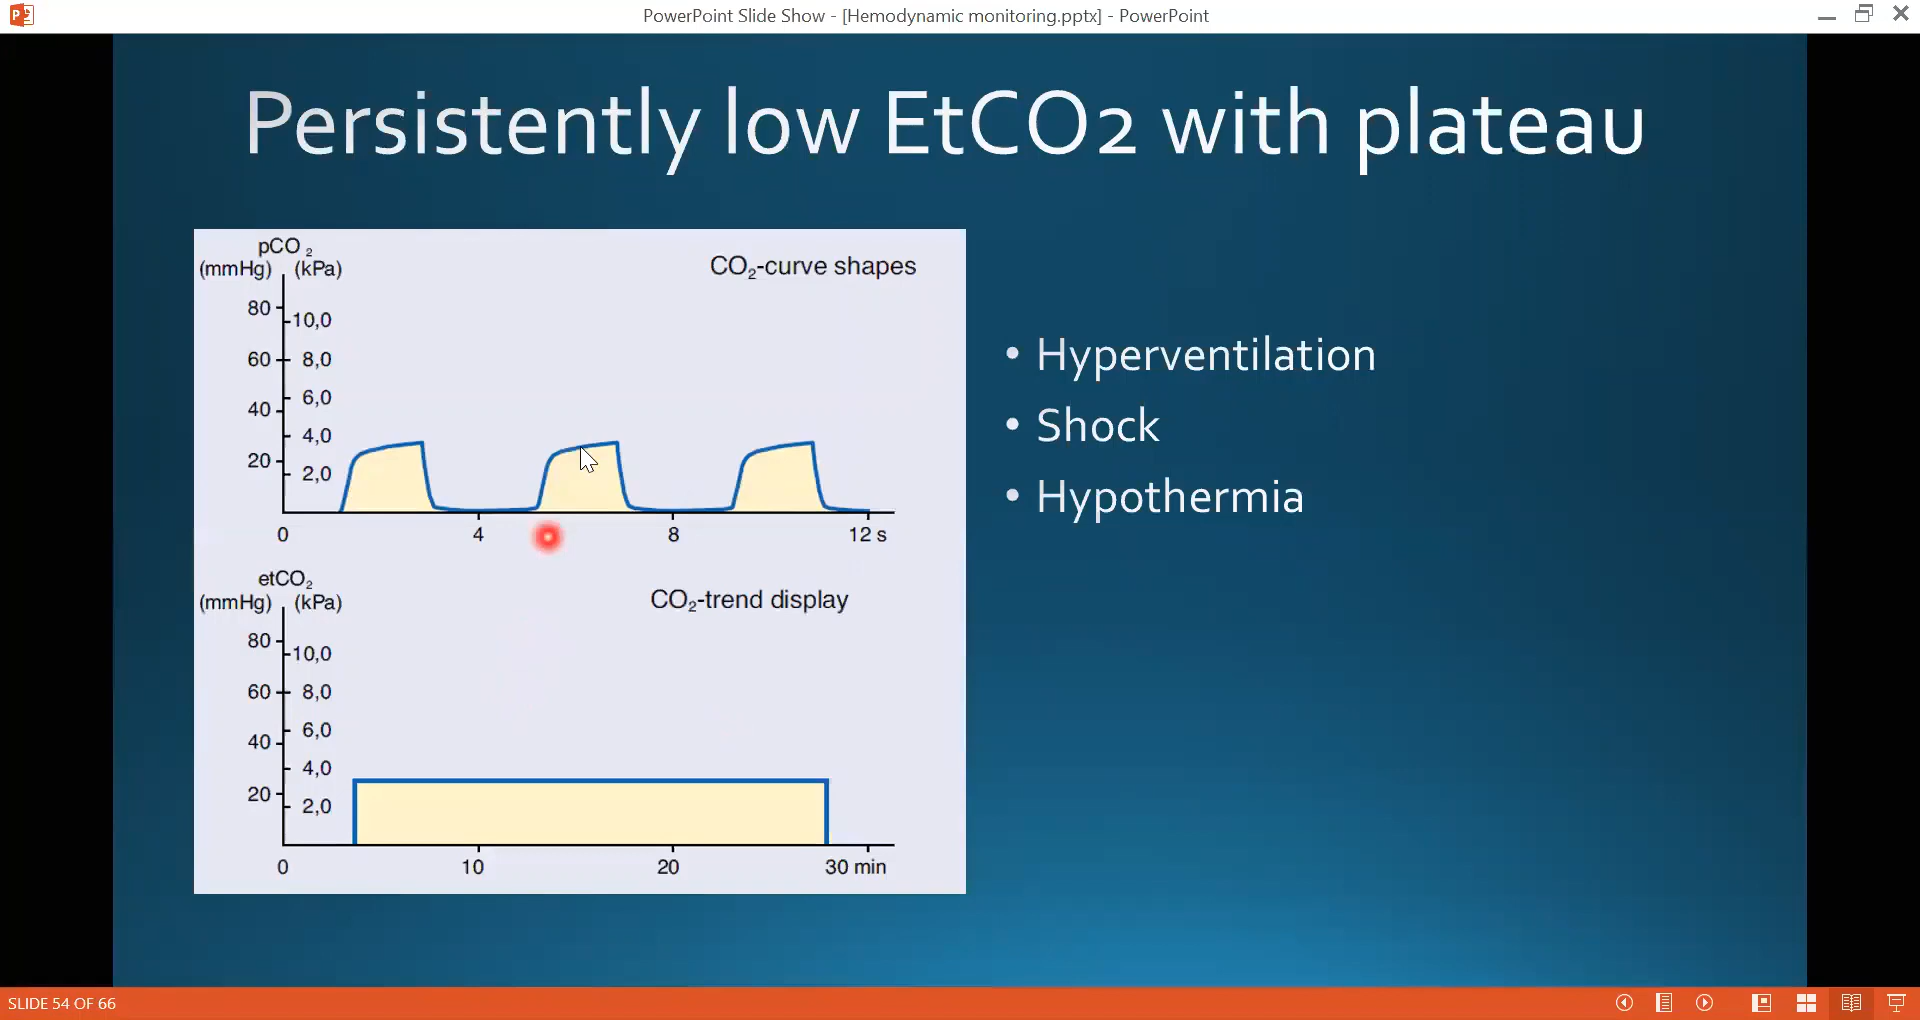 PowerPoint Slide Show - [Hemodynamic monitoring.pptx] - PowerPoint
Persistently low EtCO2 with plateau
pCO2
(mmHg) (kPa)
CO2-curve shapes
80
10,0
60
8,0
6,0
40
4,0
20
2,0
0 4 8 12 s
etCO2
(mmHg) (kPa)
CO2-trend display
80
10,0
60
8,0
6,0
40
4,0
20
2,0
0 10 20 30 min
• Hyperventilation
• Shock
• Hypothermia
SLIDE 54 OF 66